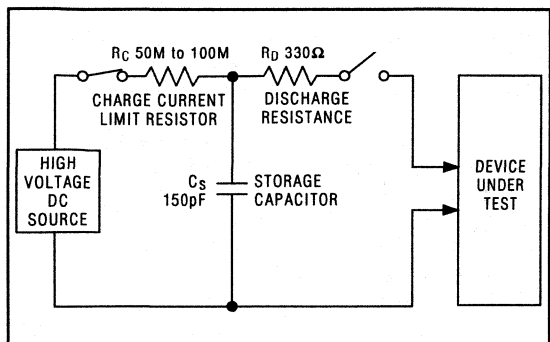 RC 50M to 100M
CHARGE CURRENT
LIMIT RESISTOR
RD 330Ω
DISCHARGE
RESISTANCE
HIGH
VOLTAGE
DC
SOURCE
CS
150pF
STORAGE
CAPACITOR
DEVICE
UNDER
TEST